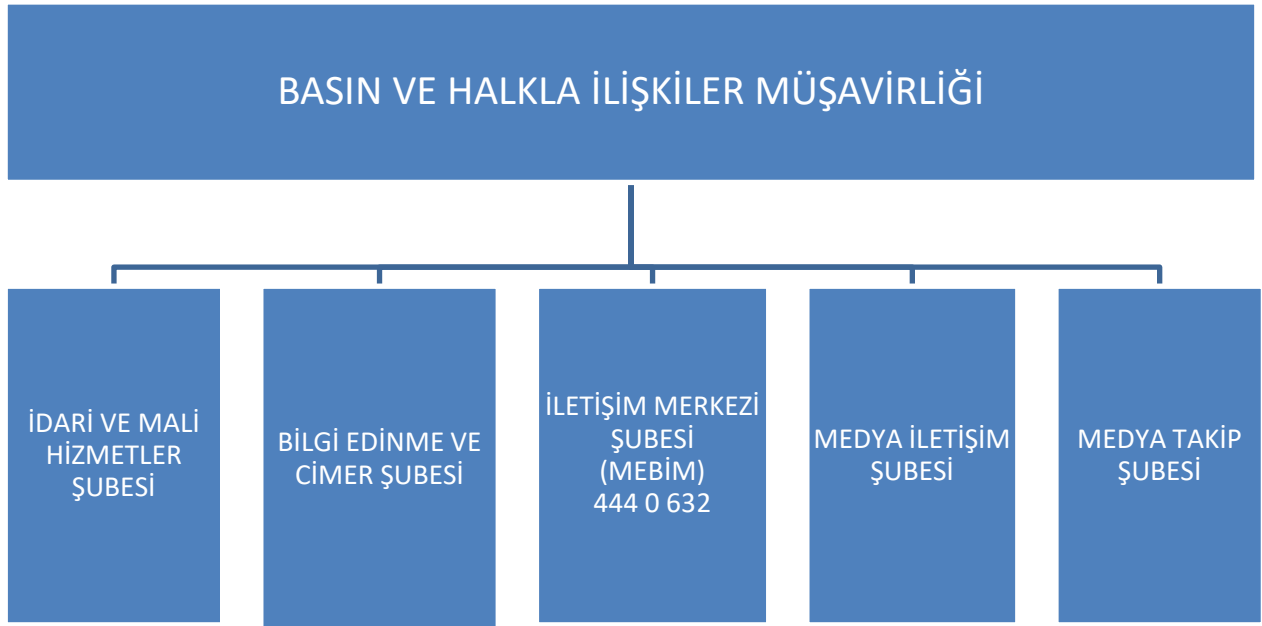 BASIN VE HALKLA İLİŞKİLER MÜŞAVİRLİĞİ
İDARİ VE MALİ
HİZMETLER
ŞUBESİ
BİLGİ EDİNME VE
CİMER ŞUBESİ
İLETİŞİM MERKEZİ
ŞUBESİ
(MEBİM)
444 0 632
MEDYA İLETİŞİM
ŞUBESİ
MEDYA TAKİP
ŞUBESİ